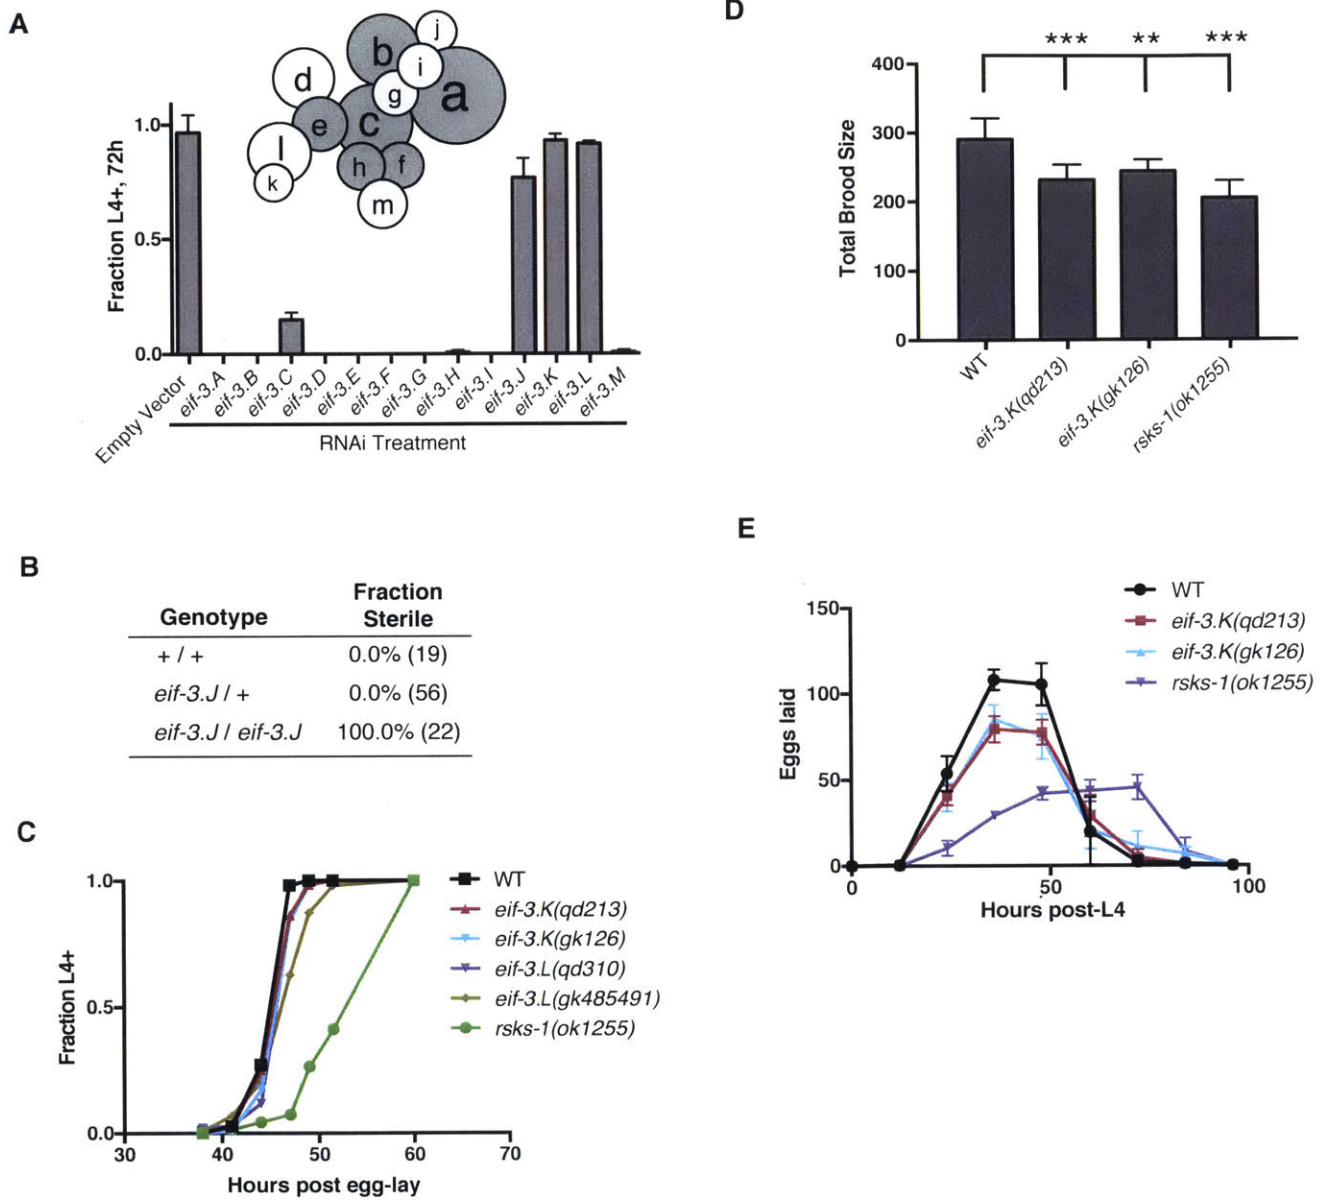 A
j
b
i
d
g
a
e
c
l
h
f
k
m
Fraction L4+, 72h
1.0
0.5
0.0
Empty Vector
eif-3.A
eif-3.B
eif-3.C
eif-3.D
eif-3.E
eif-3.F
eif-3.G
eif-3.H
eif-3.I
eif-3.J
eif-3.K
eif-3.L
eif-3.M
RNAi Treatment
D
*** ** ***
Total Brood Size
400
300
200
100
0
WT
eif-3.K(qd213)
eif-3.K(gk126)
rsks-1(ok1255)
B
Genotype Fraction Sterile
+ / + 0.0% (19)
eif-3.J / + 0.0% (56)
eif-3.J / eif-3.J 100.0% (22)
C
Fraction L4+
1.0
0.5
0.0
30 40 50 60 70
Hours post egg-lay
WT
eif-3.K(qd213)
eif-3.K(gk126)
eif-3.L(qd310)
eif-3.L(gk485491)
rsks-1(ok1255)
E
Eggs laid
150
100
50
0
0 50 100
Hours post-L4
WT
eif-3.K(qd213)
eif-3.K(gk126)
rsks-1(ok1255)